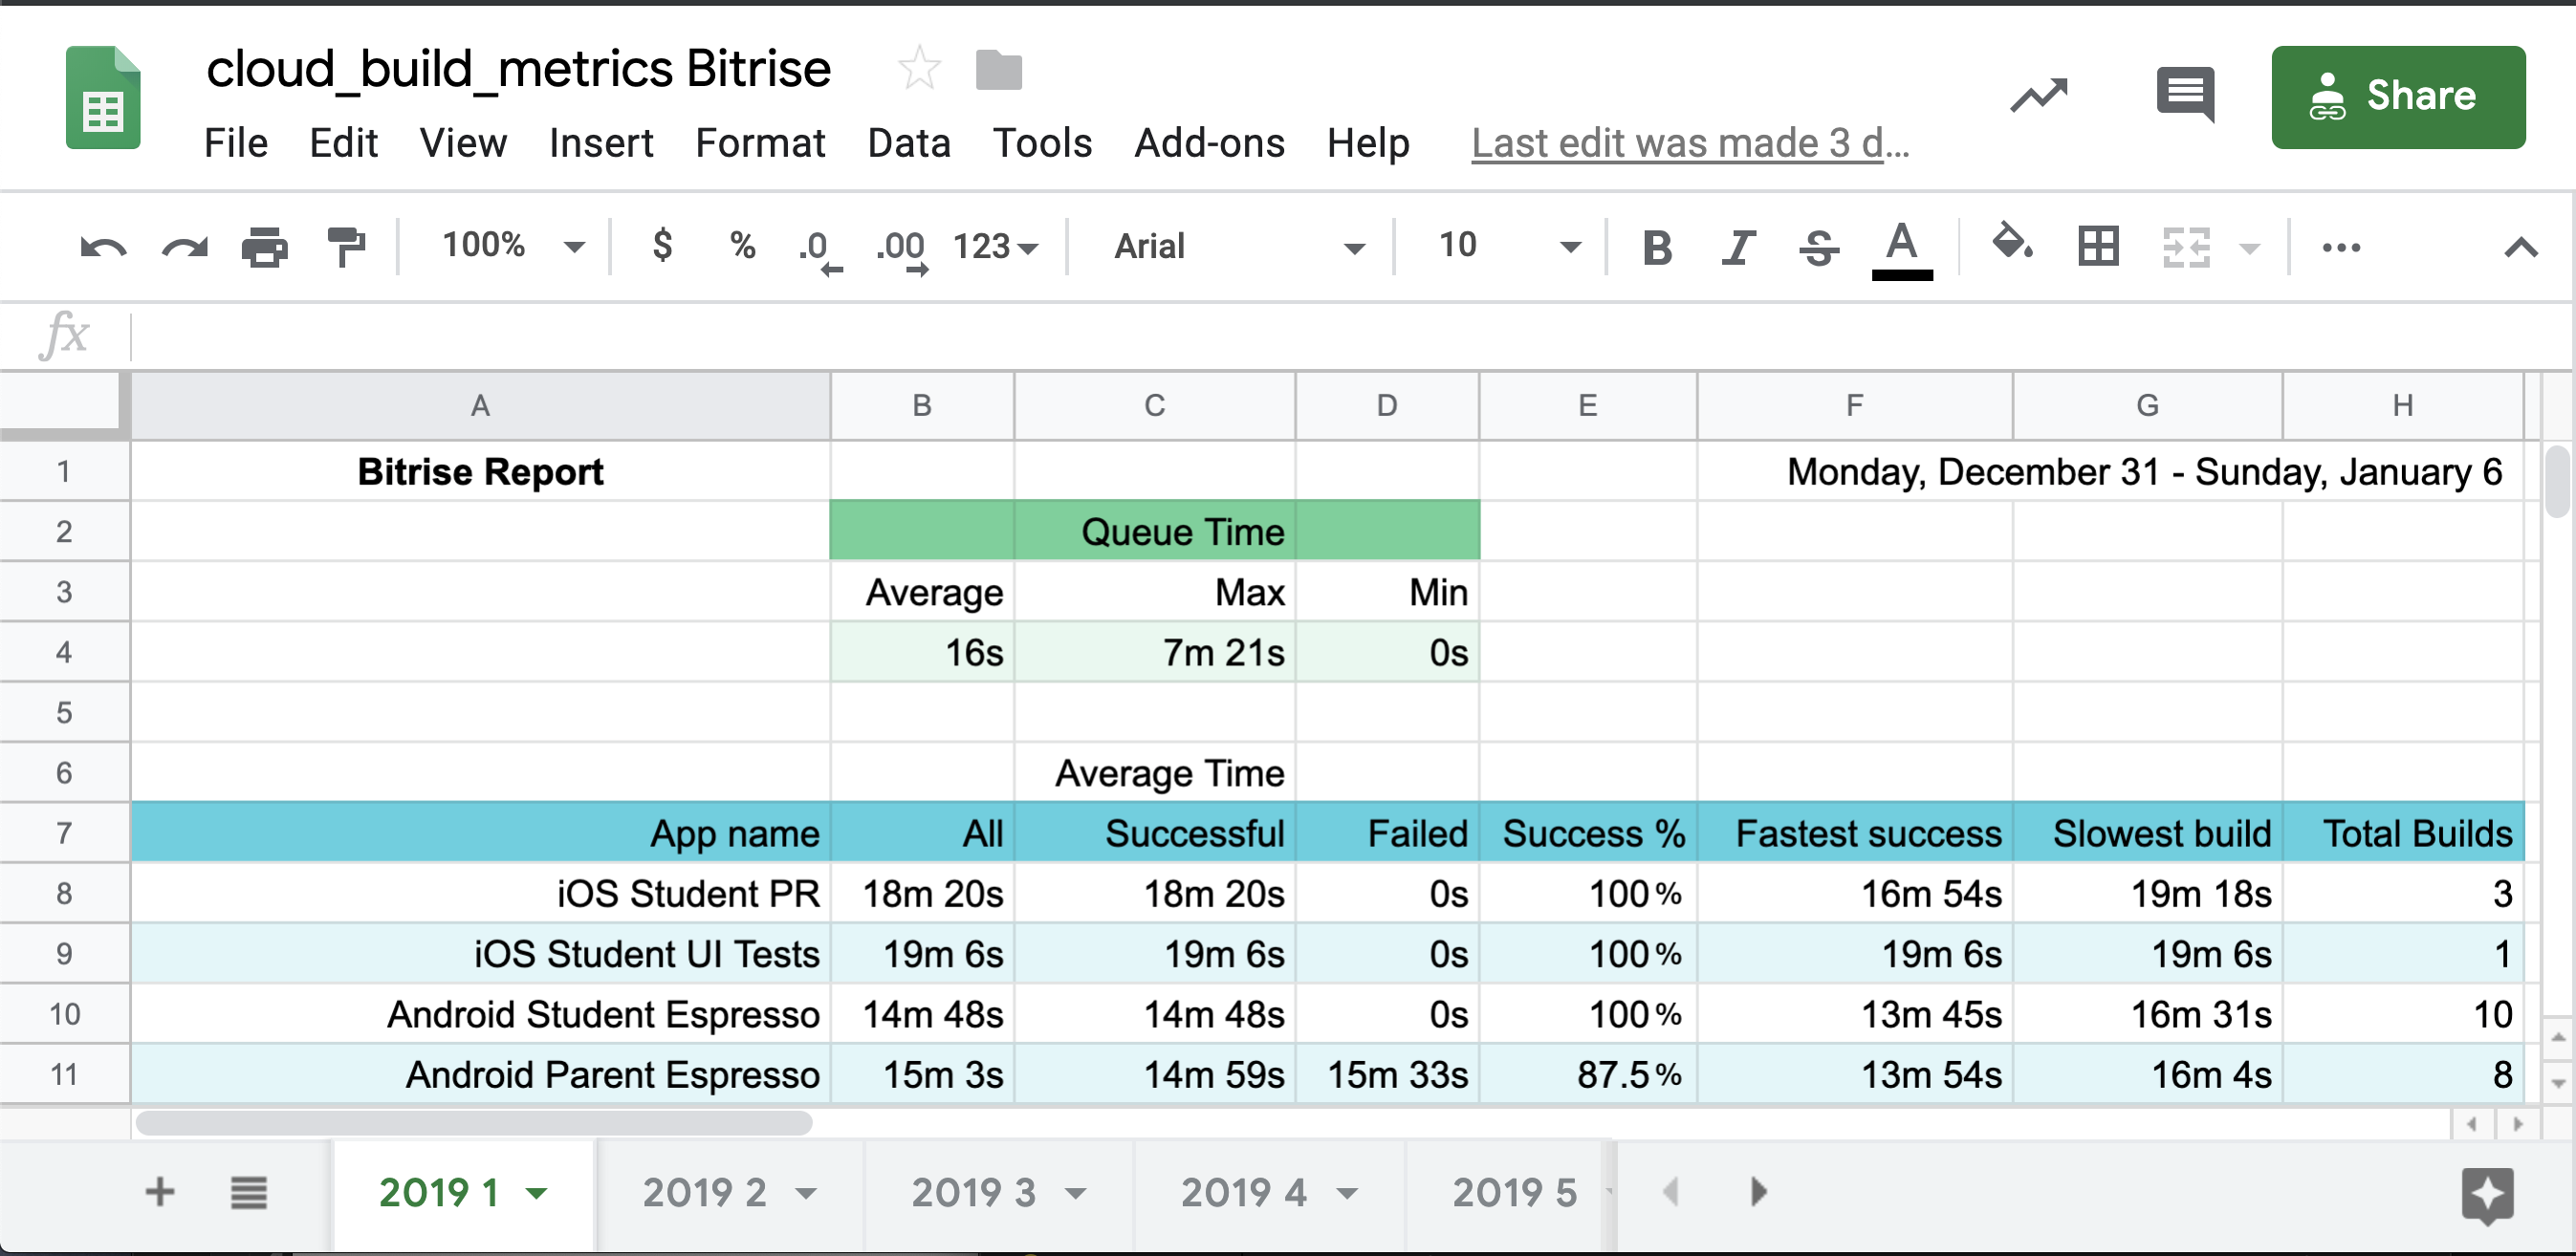 cloud_build_metrics Bitrise
File Edit View Insert Format Data Tools Add-ons Help Last edit was made 3 d...
Share
100% $ % .0 .00 123 Arial 10 B I S A
fx
A B C D E F G H
1 Bitrise Report Monday, December 31 - Sunday, January 6
2 Queue Time
3 Average Max Min
4 16s 7m 21s 0s
5
6 Average Time
7 App name All Successful Failed Success % Fastest success Slowest build Total Builds
8 iOS Student PR 18m 20s 18m 20s 0s 100% 16m 54s 19m 18s 3
9 iOS Student UI Tests 19m 6s 19m 6s 0s 100% 19m 6s 19m 6s 1
10 Android Student Espresso 14m 48s 14m 48s 0s 100% 13m 45s 16m 31s 10
11 Android Parent Espresso 15m 3s 14m 59s 15m 33s 87.5% 13m 54s 16m 4s 8
2019 1 2019 2 2019 3 2019 4 2019 5